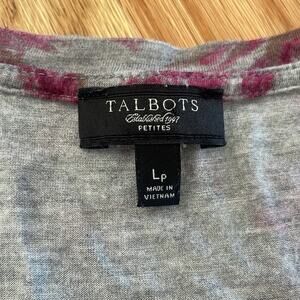 TALBOTS
Established 1947
PETITES
LP
MADE IN
VIETNAM